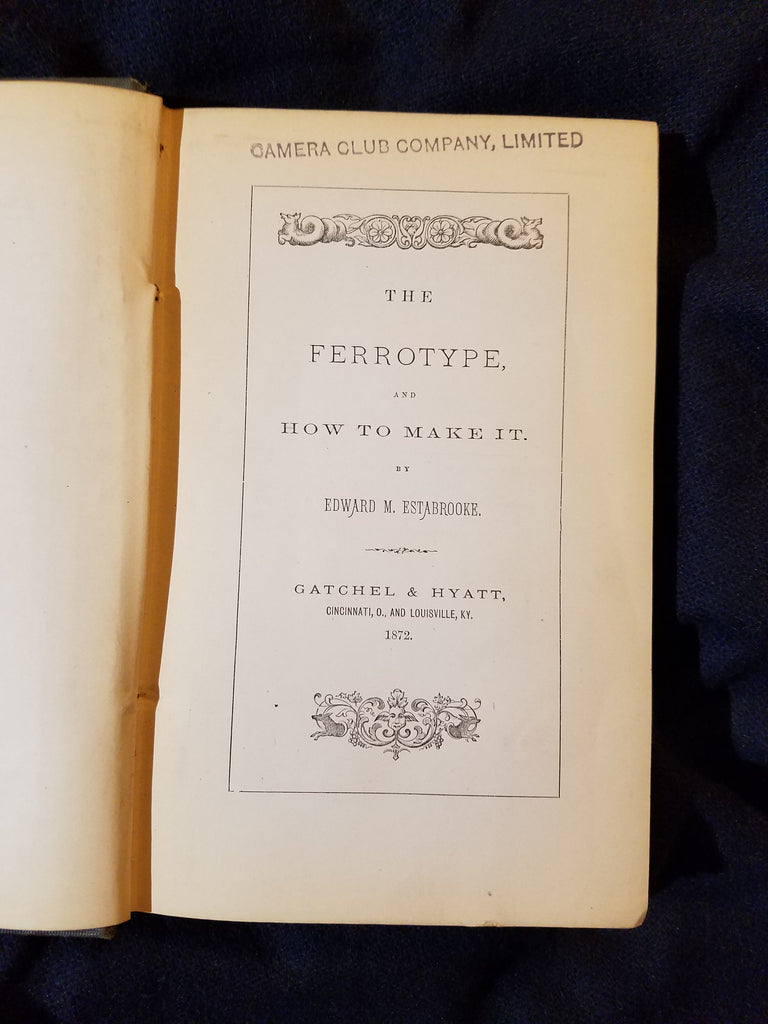 CAMERA CLUB COMPANY, LIMITED
THE
FERROTYPE,
AND
HOW TO MAKE IT.
BY
EDWARD M. ESTABROOKE.
GATCHEL & HYATT,
CINCINNATI, O., AND LOUISVILLE, KY.
1872.